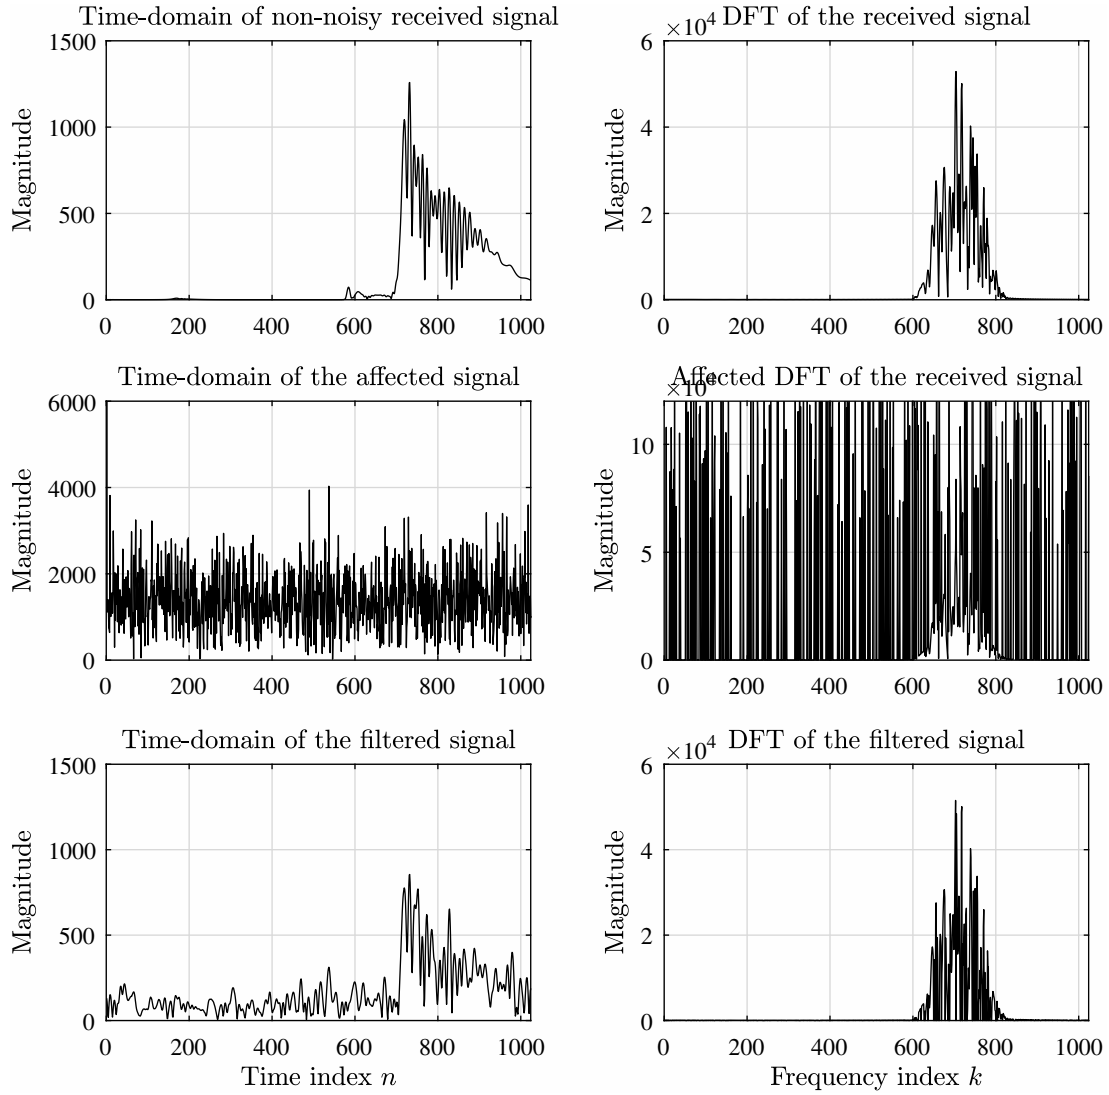 Time-domain of non-noisy received signal
Magnitude
1500
1000
500
0
0 200 400 600 800 1000
×10⁴ DFT of the received signal
Magnitude
6
4
2
0
0 200 400 600 800 1000
Time-domain of the affected signal
Magnitude
6000
4000
2000
0
0 200 400 600 800 1000
Affected DFT of the received signal
×10⁴
Magnitude
10
5
0
0 200 400 600 800 1000
Time-domain of the filtered signal
Magnitude
1500
1000
500
0
0 200 400 600 800 1000
Time index n
×10⁴ DFT of the filtered signal
Magnitude
6
4
2
0
0 200 400 600 800 1000
Frequency index k